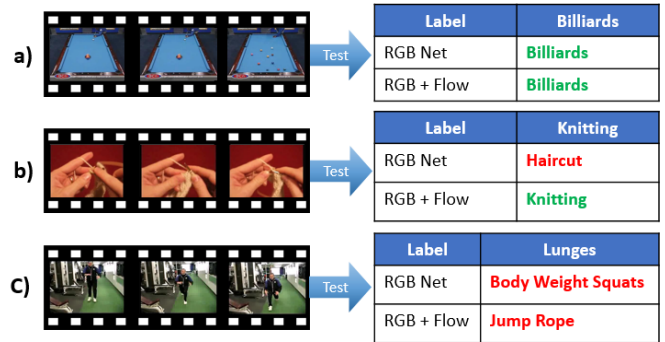 a)
Test
Label Billiards
RGB Net Billiards
RGB + Flow Billiards
b)
Test
Label Knitting
RGB Net Haircut
RGB + Flow Knitting
C)
Test
Label Lunges
RGB Net Body Weight Squats
RGB + Flow Jump Rope